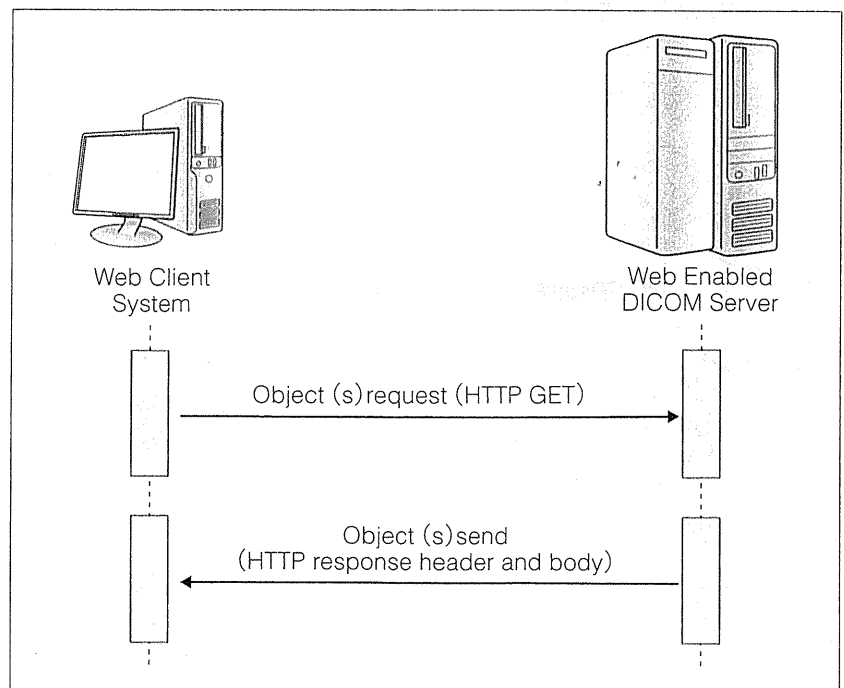 Web Client
System
Web Enabled
DICOM Server
Object (s) request (HTTP GET)
Object (s) send
(HTTP response header and body)